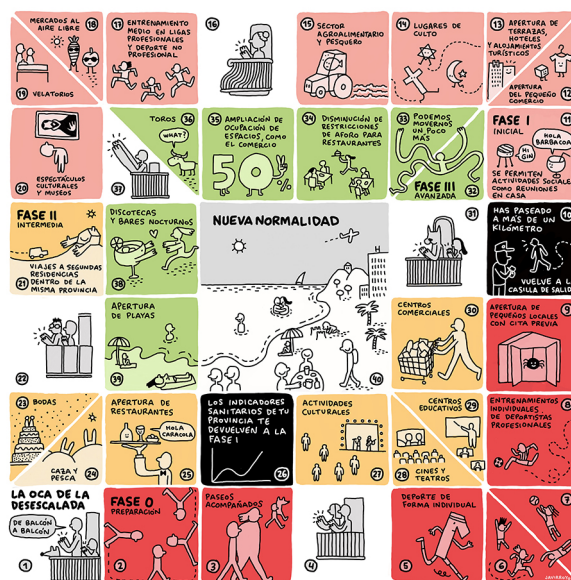 MERCADOS AL
AIRE LIBRE
18
19
VELATORIOS
17
ENTRENAMIENTO
MEDIO EN LIGAS
PROFESIONALES
Y DEPORTE NO
PROFESIONAL
16
15
SECTOR
AGROALIMENTARIO
Y PESQUERO
14
LUGARES DE
CULTO
13
APERTURA DE
TERRAZAS,
HOTELES
Y ALOJAMIENTOS
TURÍSTICOS
APERTURA
DEL PEQUEÑO
COMERCIO
12
20
ESPECTÁCULOS
CULTURALES
Y MUSEOS
TOROS
36
WHAT?
37
35
AMPLIACIÓN DE
OCUPACIÓN DE
ESPACIOS, COMO
EL COMERCIO
50%
34
DISMINUCIÓN DE
RESTRICCIONES
DE AFORO PARA
RESTAURANTES
33
PODEMOS
MOVERNOS
UN POCO
MÁS
FASE III
AVANZADA
32
FASE I
11
INICIAL
HOLA
BARBACOA
HI
GIN
SE PERMITEN
ACTIVIDADES SOCIALES
COMO REUNIONES
EN CASA
FASE II
INTERMEDIA
VIAJES A SEGUNDAS
RESIDENCIAS
21
DENTRO DE LA
MISMA PROVINCIA
DISCOTECAS
Y BARES NOCTURNOS
38
NUEVA NORMALIDAD
40
31
10
HAS PASEADO
A MÁS DE UN
KILÓMETRO
VUELVE A L
CASILLA DE SALID
22
APERTURA
DE PLAYAS
39
CENTROS
COMERCIALES
30
APERTURA DE
9
PEQUEÑOS LOCALES
CON CITA PREVIA
23
BODAS
CAZA Y
PESCA
24
APERTURA DE
RESTAURANTES
HOLA
CARACOLA
25
LOS INDICADORES
SANITARIOS DE TU
PROVINCIA TE
DEVUELVEN A LA
FASE I
26
ACTIVIDADES
CULTURALES
27
CENTROS
EDUCATIVOS
29
28
CINES Y
TEATROS
ENTRENAMIENTOS
INDIVIDUALES
DE DEPORTISTAS
PROFESIONALES
8
LA OCA DE LA
DESESCALADA
DE BALCÓN
A BALCÓN
1
FASE 0
PREPARACIÓN
2
PASEOS
ACOMPAÑADOS
3
4
DEPORTE DE
FORMA INDIVIDUAL
5
7
6